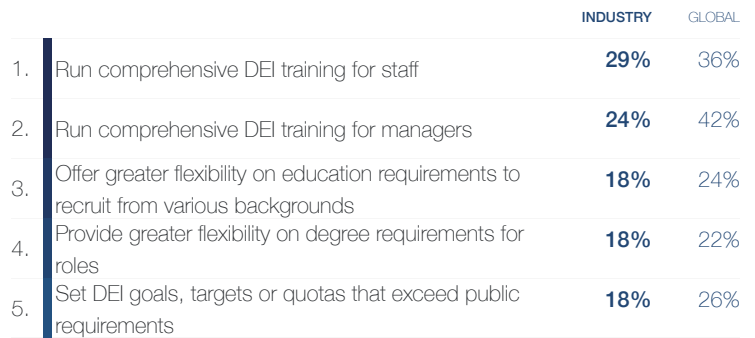 INDUSTRY GLOBAL
1. Run comprehensive DEI training for staff 29% 36%
2. Run comprehensive DEI training for managers 24% 42%
3. Offer greater flexibility on education requirements to
recruit from various backgrounds 18% 24%
4. Provide greater flexibility on degree requirements for
roles 18% 22%
5. Set DEI goals, targets or quotas that exceed public
requirements 18% 26%